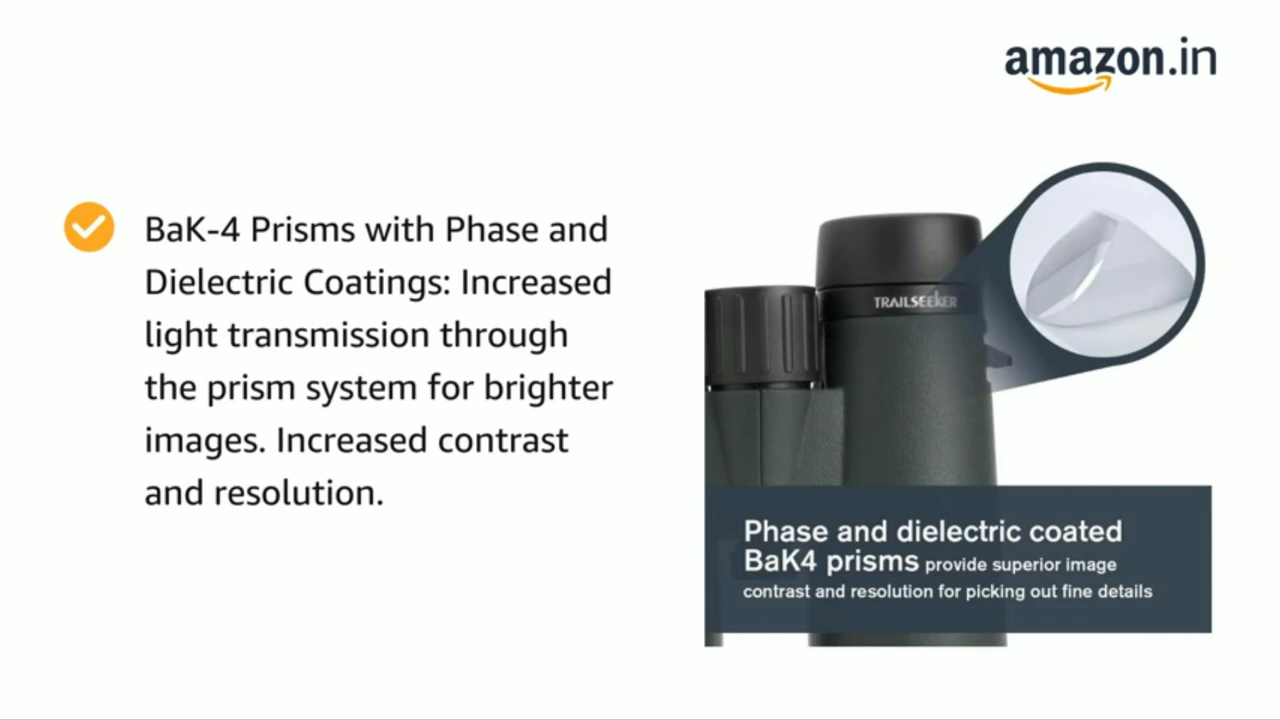 amazon.in
BaK-4 Prisms with Phase and
Dielectric Coatings: Increased
light transmission through
the prism system for brighter
images. Increased contrast
and resolution.
TRAILSEEKER
Phase and dielectric coated
BaK4 prisms provide superior image
contrast and resolution for picking out fine details